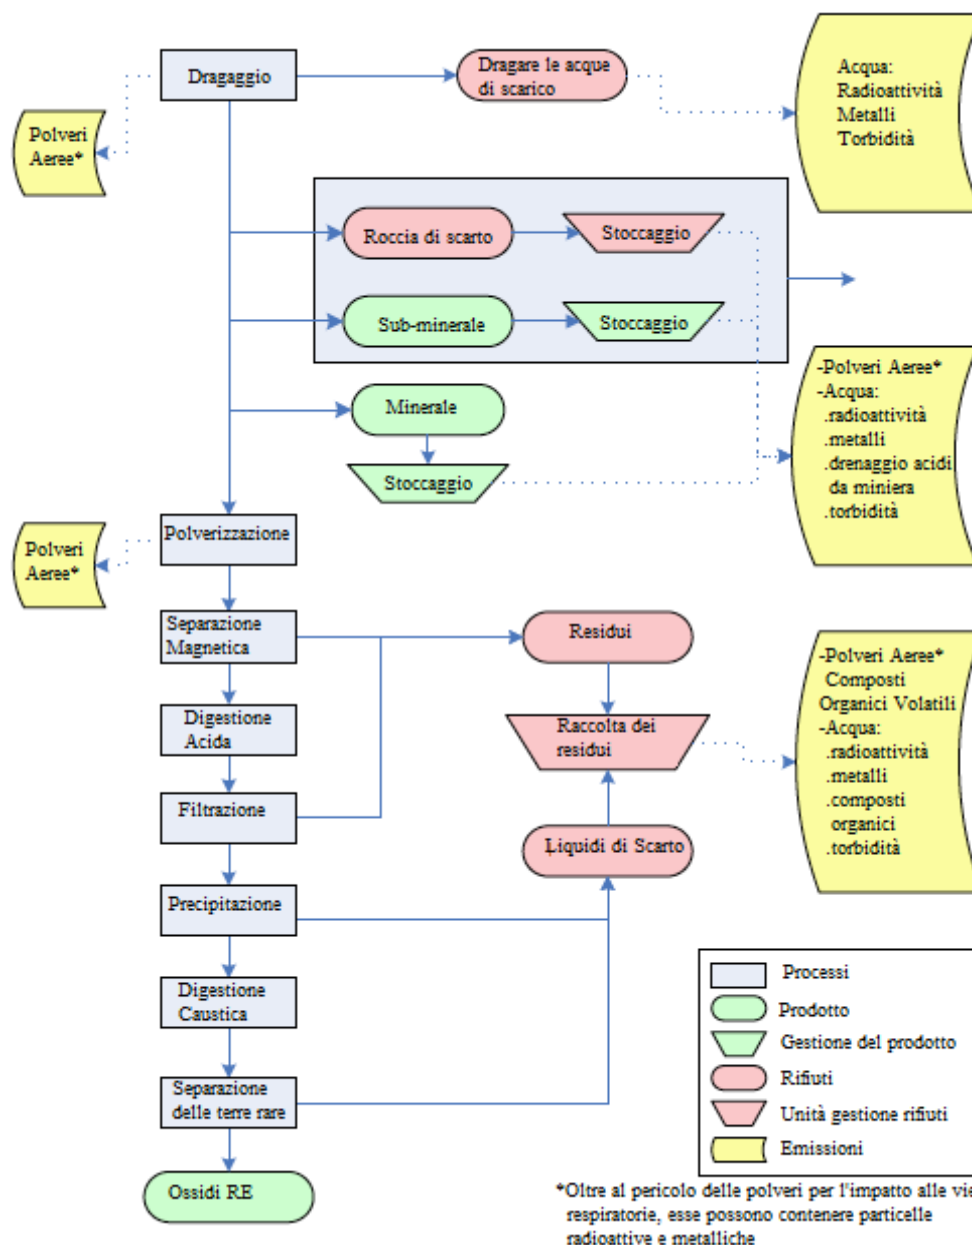 Dragaggio
Dragare le acque
di scarico
Acqua:
Radioattività
Metalli
Torbidità
Polveri
Aeree*
Roccia di scarto
Stoccaggio
Sub-minerale
Stoccaggio
Minerale
Stoccaggio
-Polveri Aeree*
-Acqua:
.radioattività
.metalli
.drenaggio acidi
da miniera
.torbidità
Polverizzazione
Polveri
Aeree*
Separazione
Magnetica
Residui
Digestione
Acida
Raccolta dei
residui
-Polveri Aeree*
Composti
Organici Volatili
-Acqua:
.radioattività
.metalli
.composti
organici
.torbidità
Filtrazione
Liquidi di Scarto
Precipitazione
Digestione
Caustica
Separazione
delle terre rare
Ossidi RE
Processi
Prodotto
Gestione del prodotto
Rifiuti
Unità gestione rifiuti
Emissioni
*Oltre al pericolo delle polveri per l'impatto alle vie
respiratorie, esse possono contenere particelle
radioattive e metalliche